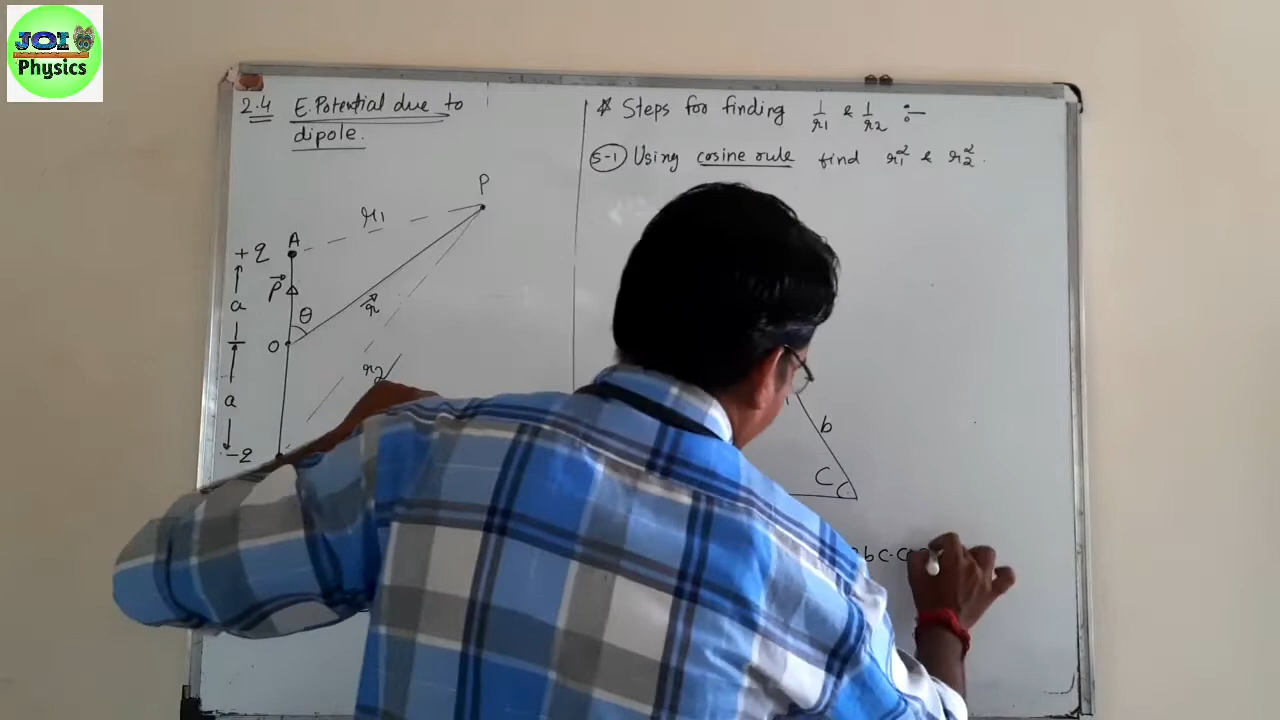 JOI
Physics
2.4 E. Potential due to
dipole.
P
r₁
A
+q
P⃗
a
θ
r⃗
O
r₂
a
-q
* Steps for finding 1/r₁ & 1/r₂ :-
S-1 Using cosine rule find r₁² & r₂².
b
C
bc·co